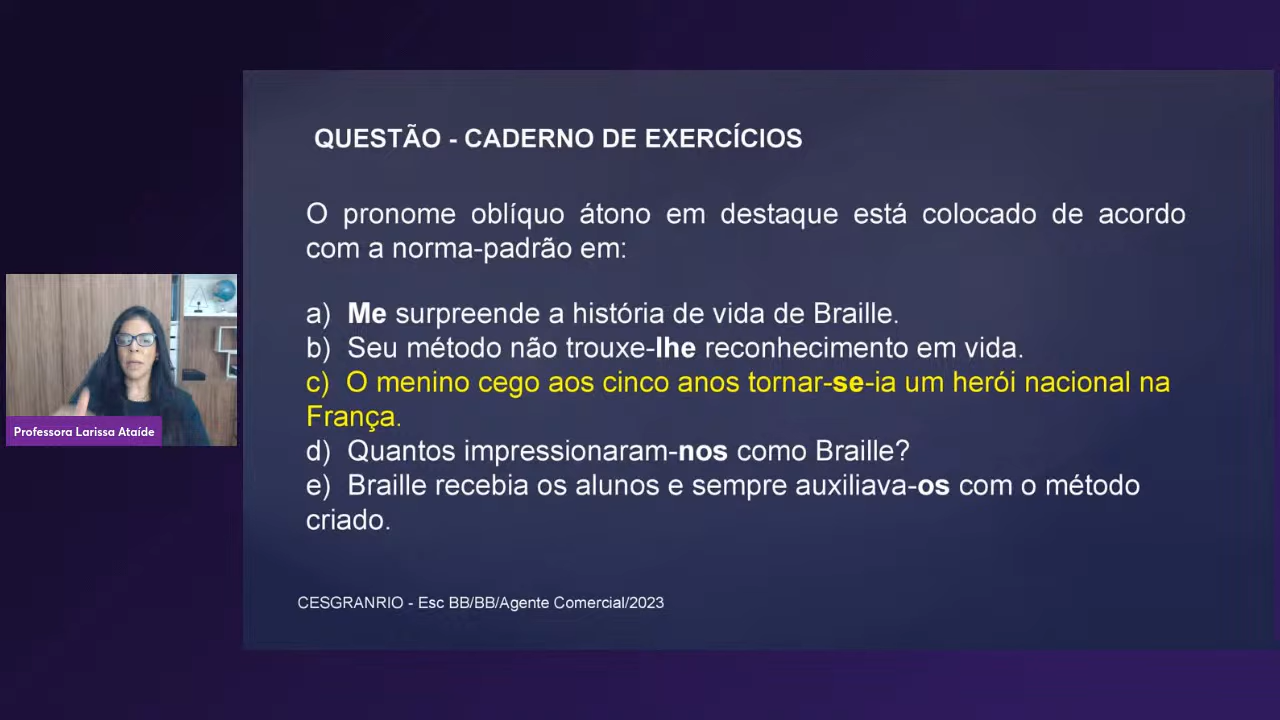 QUESTÃO - CADERNO DE EXERCÍCIOS
O pronome oblíquo átono em destaque está colocado de acordo
com a norma-padrão em:
a) Me surpreende a história de vida de Braille.
b) Seu método não trouxe-lhe reconhecimento em vida.
c) O menino cego aos cinco anos tornar-se-ia um herói nacional na
França.
d) Quantos impressionaram-nos como Braille?
e) Braille recebia os alunos e sempre auxiliava-os com o método
criado.
Professora Larissa Ataíde
CESGRANRIO - Esc BB/BB/Agente Comercial/2023